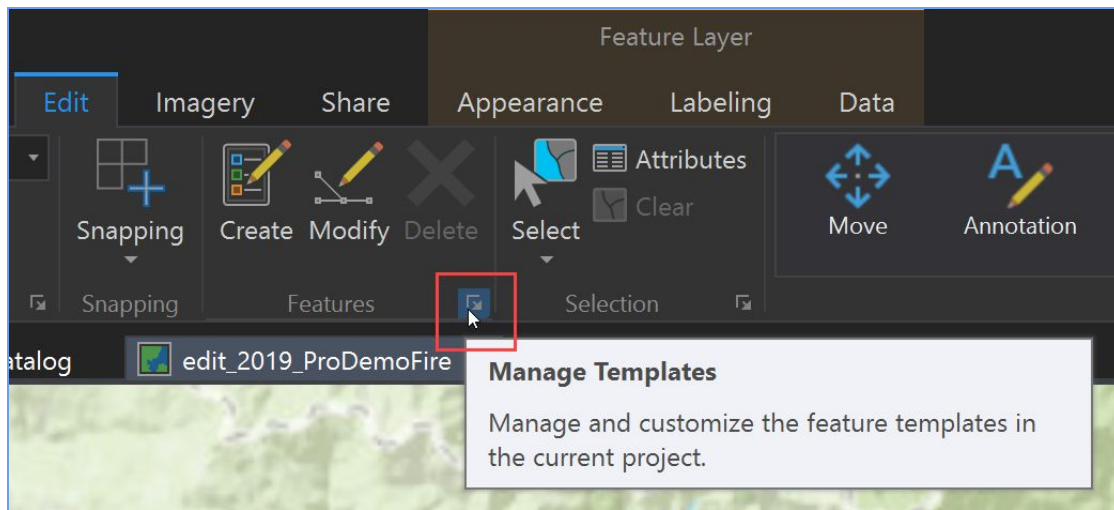 Feature Layer
Edit Imagery Share Appearance Labeling Data
Attributes
Clear
Snapping Create Modify Delete Select Move Annotation
Snapping Features Selection
edit_2019_ProDemoFire
Manage Templates
Manage and customize the feature templates in
the current project.